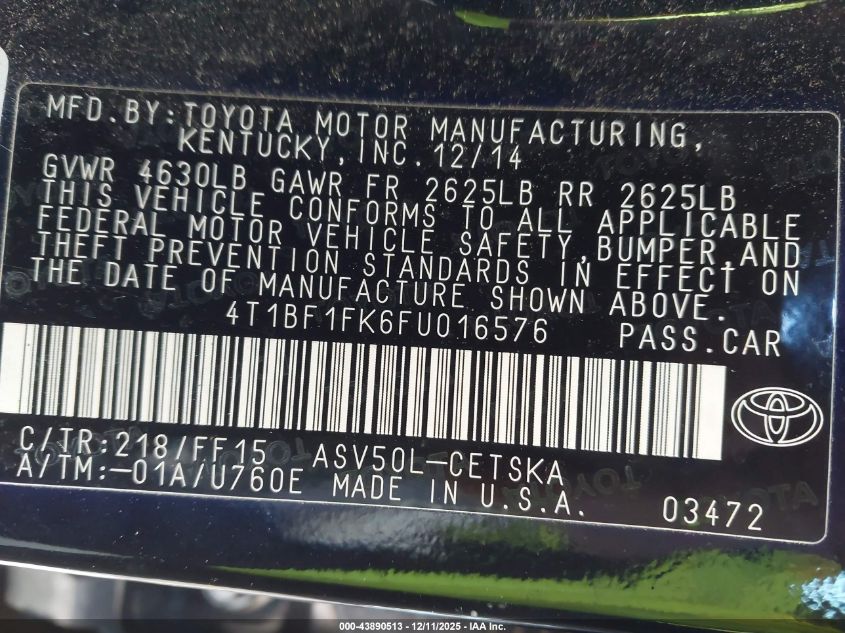 MFD.BY:TOYOTA MOTOR MANUFACTURING,
KENTUCKY,INC.12/14
GVWR 4630LB GAWR FR 2625LB RR 2625LB
THIS VEHICLE CONFORMS TO ALL APPLICABLE
FEDERAL MOTOR VEHICLE SAFETY,BUMPER,AND
THEFT PREVENTION STANDARDS IN EFFECT ON
THE DATE OF MANUFACTURE SHOWN ABOVE.
4T1BF1FK6FU016576 PASS.CAR
C/TR:218/FF15 ASV50L-CETSKA
A/TM:-01A/U760E MADE IN U.S.A. 03472
000-43890513 - 12/11/2025 - IAA Inc.